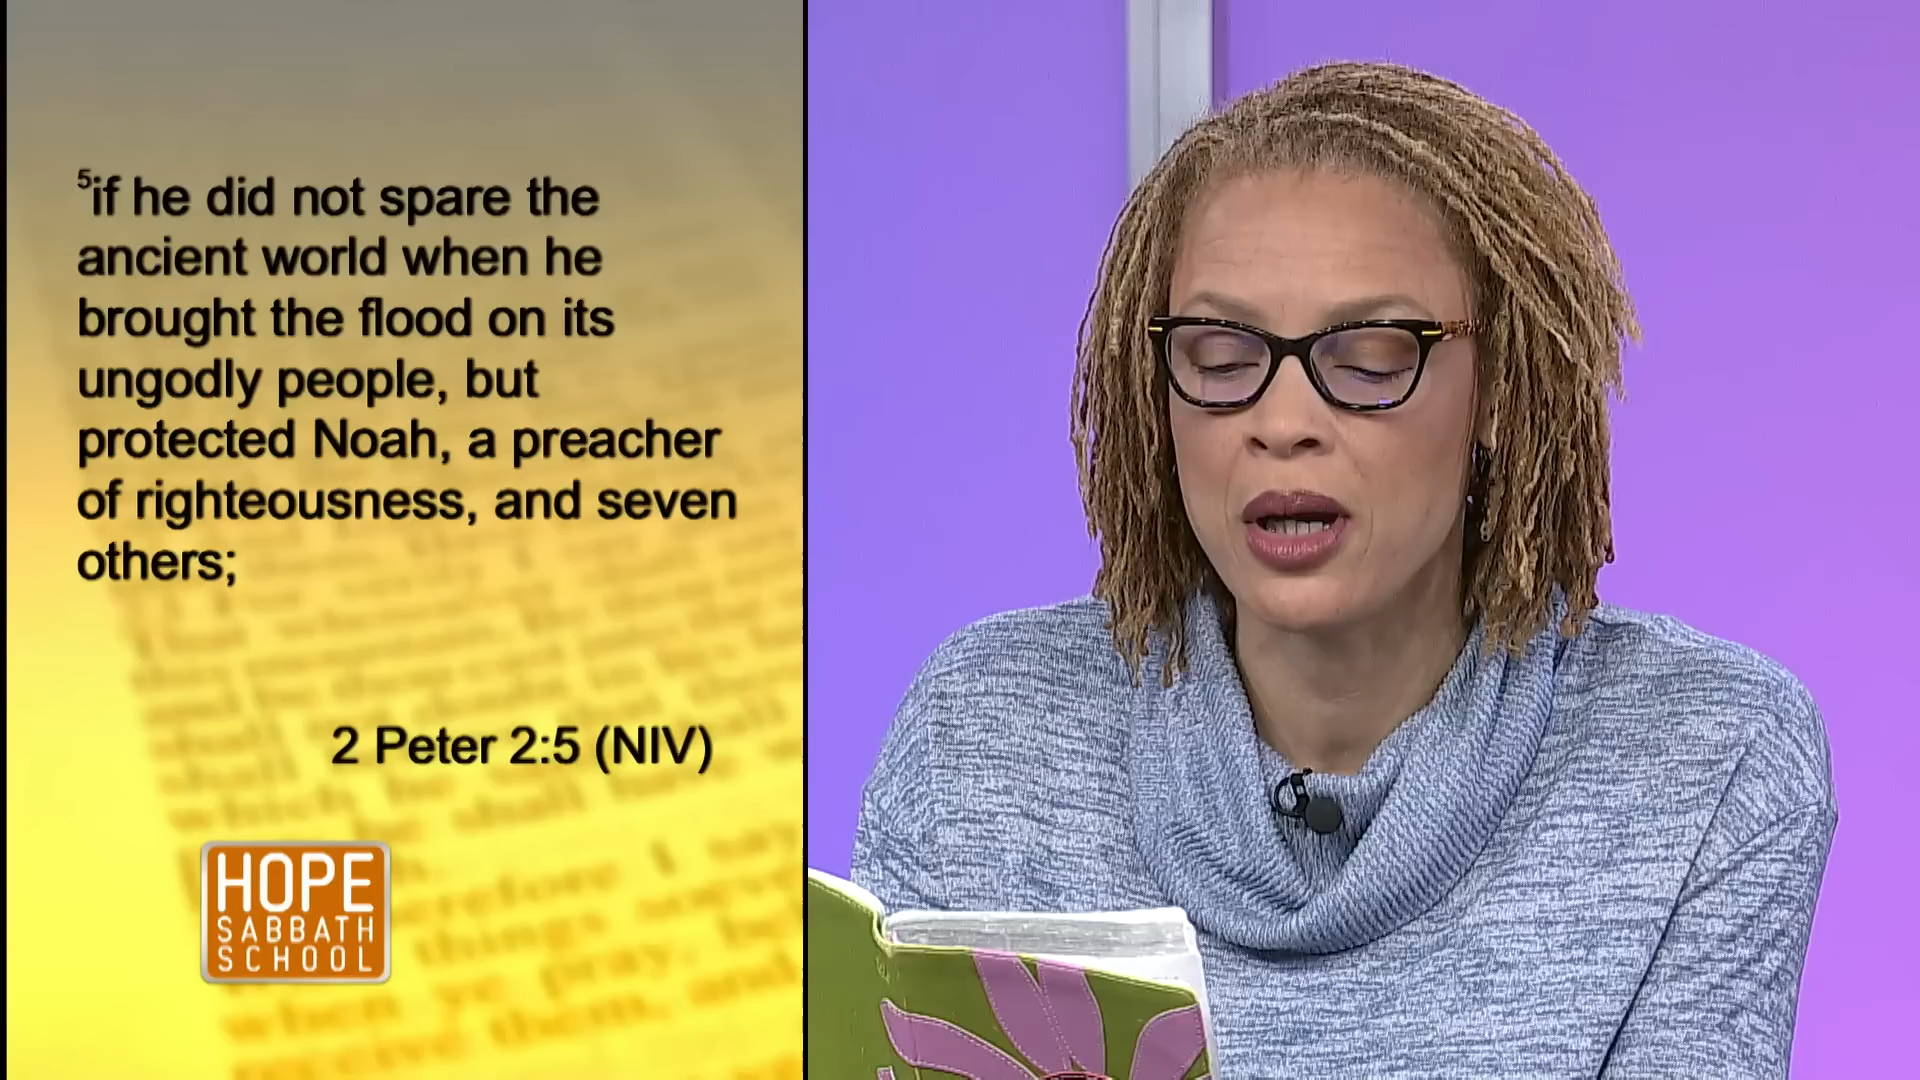 ⁵if he did not spare the
ancient world when he
brought the flood on its
ungodly people, but
protected Noah, a preacher
of righteousness, and seven
others;
2 Peter 2:5 (NIV)
HOPE
SABBATH
SCHOOL